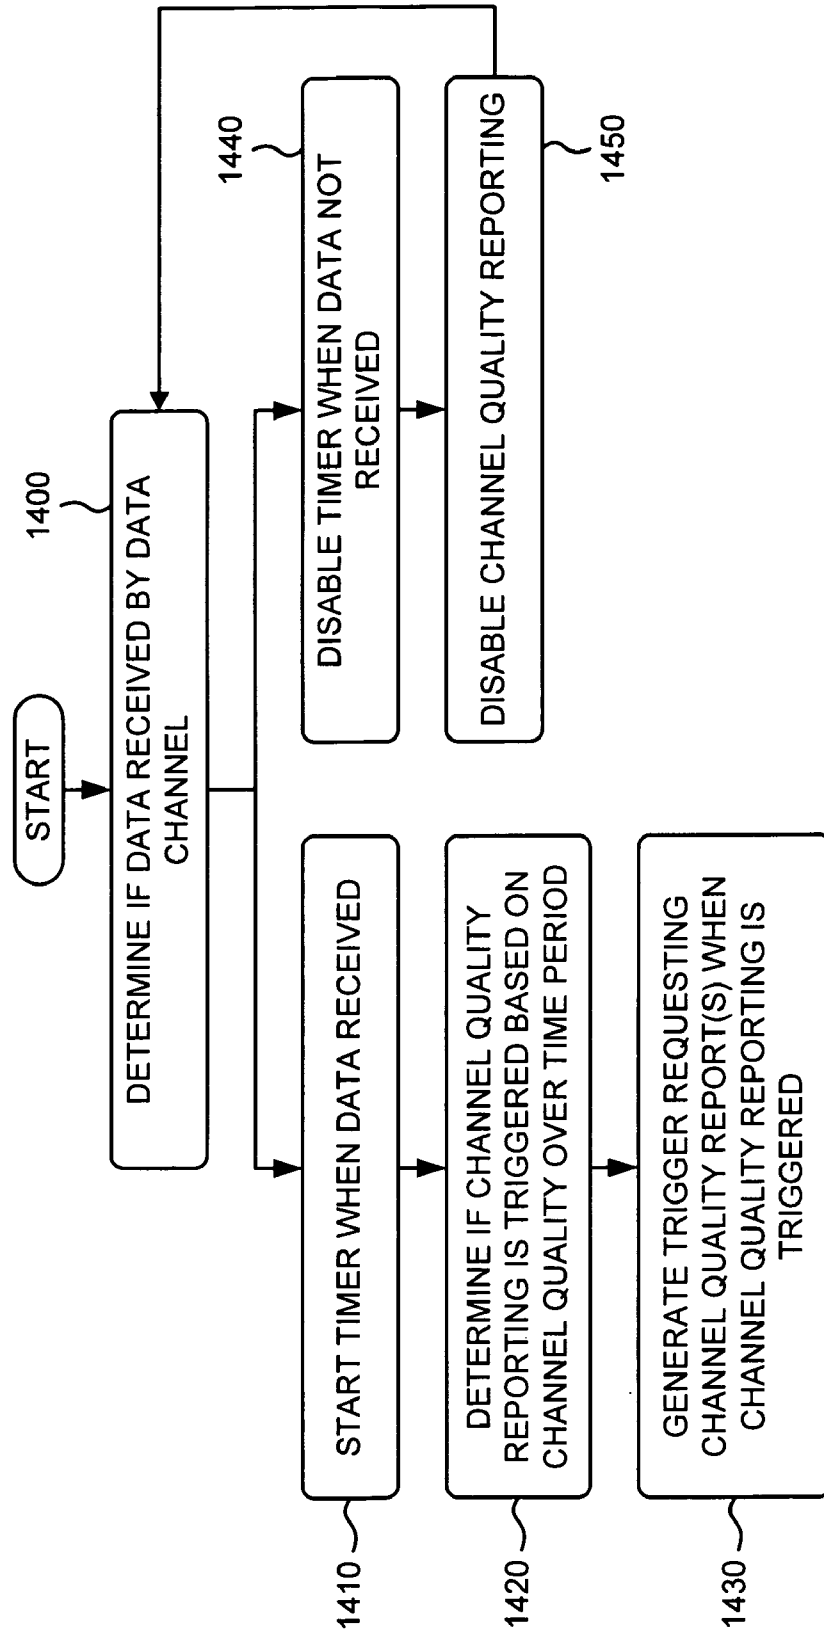 START
1400
DETERMINE IF DATA RECEIVED BY DATA
CHANNEL
1410
START TIMER WHEN DATA RECEIVED
1420
DETERMINE IF CHANNEL QUALITY
REPORTING IS TRIGGERED BASED ON
CHANNEL QUALITY OVER TIME PERIOD
1430
GENERATE TRIGGER REQUESTING
CHANNEL QUALITY REPORT(S) WHEN
CHANNEL QUALITY REPORTING IS
TRIGGERED
1440
DISABLE TIMER WHEN DATA NOT
RECEIVED
DISABLE CHANNEL QUALITY REPORTING
1450